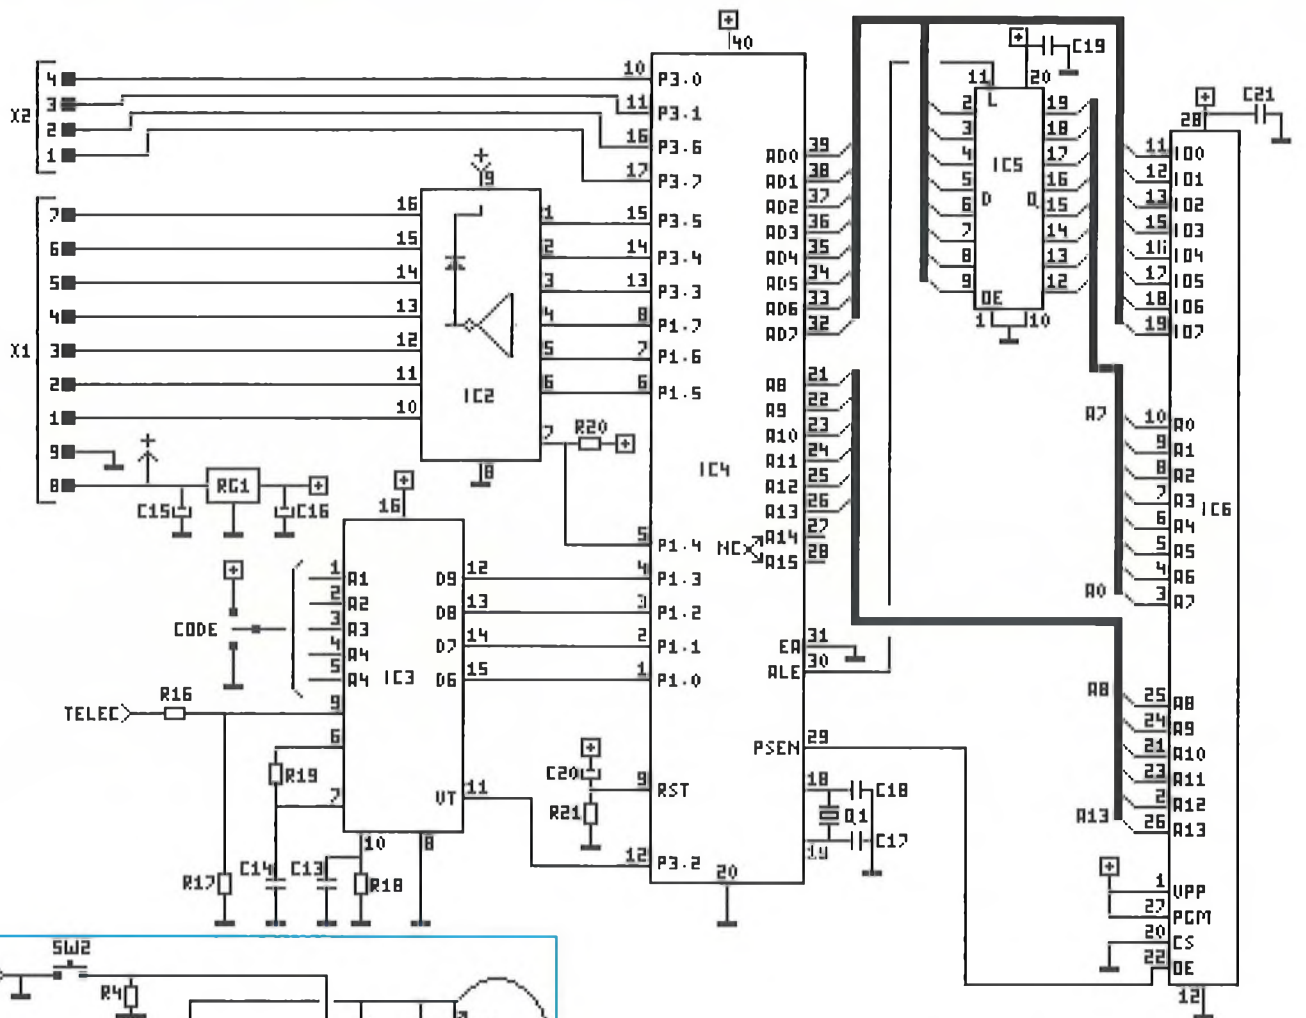 X2
4
3
2
1
X1
7
6
5
4
3
2
1
9
8
16
15
14
13
12
11
10
19
1
2
3
4
5
6
7
IC2
8
R20
C15
RG1
C16
CODE
TELEC
R16
R17
R19
C14
C13
R18
16
1 A1
2 A2
3 A3
4 A4
5 A4
IC3
9
6
7
10
8
D9 12
D8 13
D7 14
D6 15
VT 11
40
10 P3.0
11 P3.1
16 P3.6
17 P3.7
15 P3.5
14 P3.4
13 P3.3
8 P1.7
7 P1.6
6 P1.5
5 P1.4
4 P1.3
3 P1.2
2 P1.1
1 P1.0
9 RST
12 P3.2
C20
R21
IC4
20
AD0 39
AD1 38
AD2 37
AD3 36
AD4 35
AD5 34
AD6 33
AD7 32
A8 21
A9 22
A10 23
A11 24
A12 25
A13 26
NC
A14 27
A15 28
EA 31
ALE 30
PSEN 29
18
19
C18
Q1
C17
C19
11
20
L
2
3
4
5
6
7
8
9
IC5
D
Q
OE
19
18
17
16
15
14
13
12
1
10
C21
28
11 IO0
12 IO1
13 IO2
15 IO3
IO4
17 IO5
18 IO6
19 IO7
A7
10 A0
9 A1
8 A2
7 A3
6 A4
5 A5
4 A6
3 A7
A0
IC6
A8
25 A8
24 A9
21 A10
23 A11
2 A12
26 A13
A13
1 VPP
27 PGM
20 CS
22 OE
12
SW2
R4